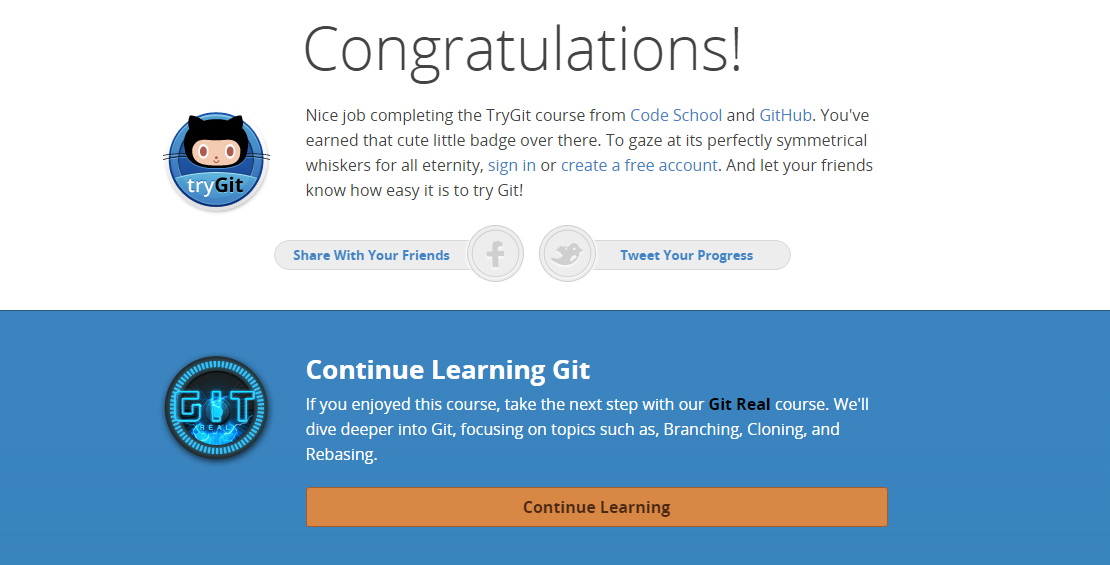 Congratulations!
Nice job completing the TryGit course from Code School and GitHub. You've
earned that cute little badge over there. To gaze at its perfectly symmetrical
whiskers for all eternity, sign in or create a free account. And let your friends
know how easy it is to try Git!
tryGit
Share With Your Friends
Tweet Your Progress
Continue Learning Git
If you enjoyed this course, take the next step with our Git Real course. We'll
dive deeper into Git, focusing on topics such as, Branching, Cloning, and
Rebasing.
GIT
REAL
Continue Learning